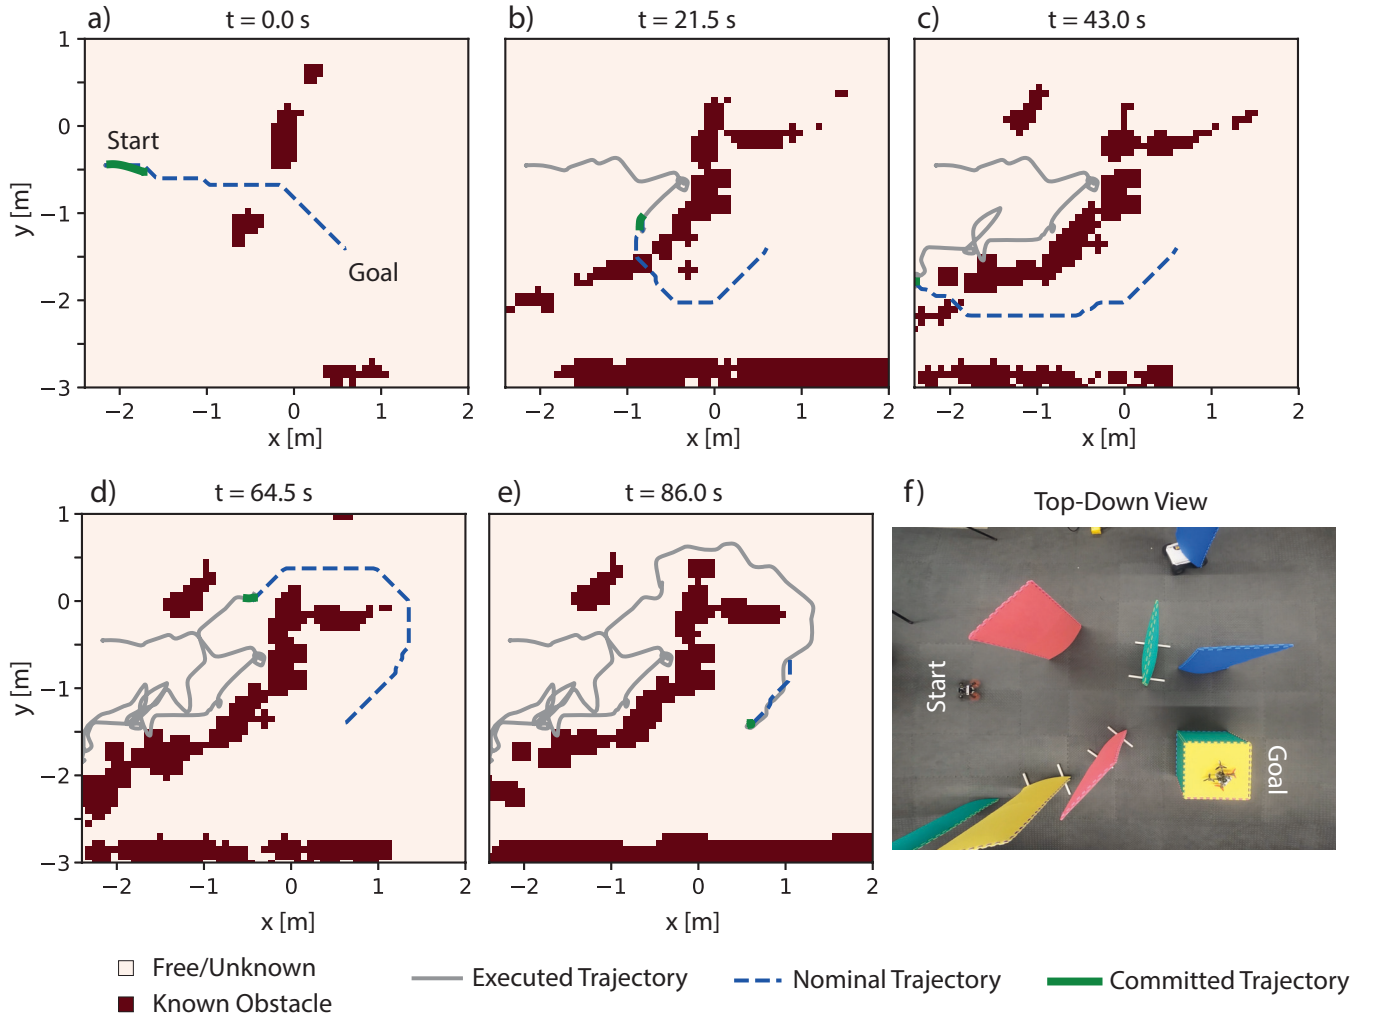 a) t = 0.0 s
b) t = 21.5 s
c) t = 43.0 s
1
0
−1
−2
−3
y [m]
Start
Goal
−2 −1 0 1 2
x [m]
−2 −1 0 1 2
x [m]
−2 −1 0 1 2
x [m]
d) t = 64.5 s
e) t = 86.0 s
f) Top-Down View
1
0
−1
−2
−3
y [m]
Start
Goal
−2 −1 0 1 2
x [m]
−2 −1 0 1 2
x [m]
Free/Unknown
Known Obstacle
Executed Trajectory
Nominal Trajectory
Committed Trajectory